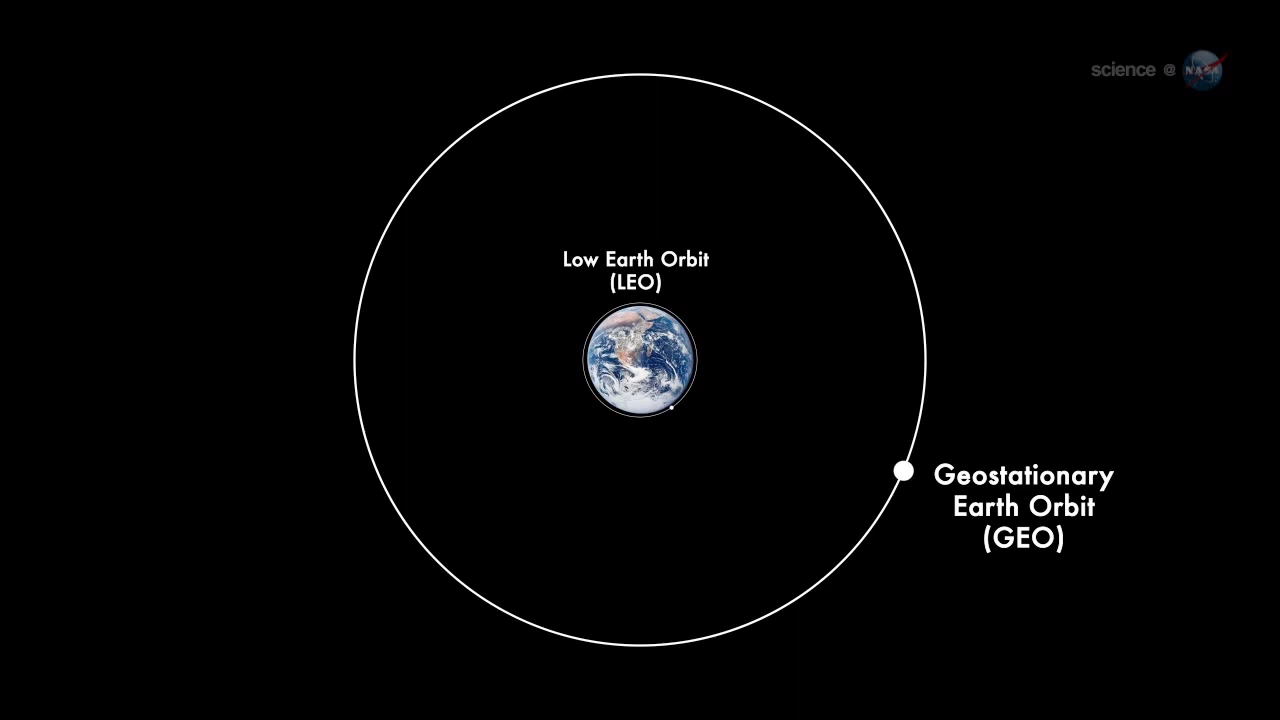 science @ NASA
Low Earth Orbit
(LEO)
Geostationary
Earth Orbit
(GEO)